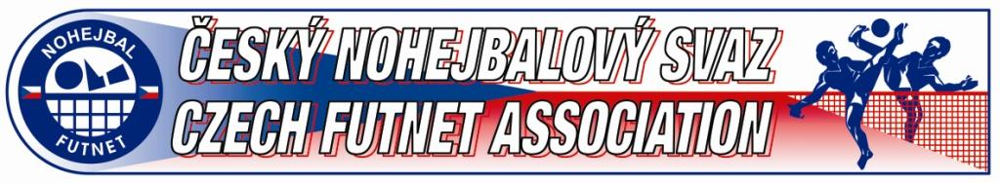 NOHEJBAL
FUTNET
ČESKÝ NOHEJBALOVÝ SVAZ
CZECH FUTNET ASSOCIATION